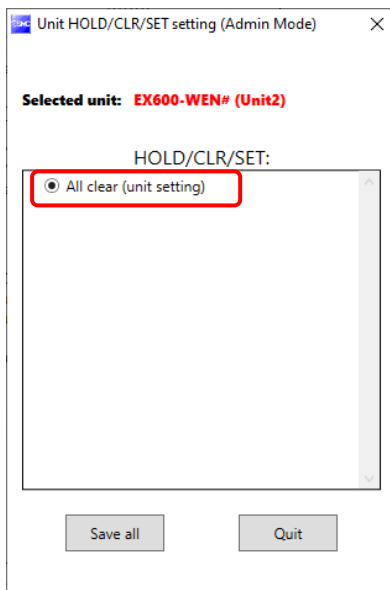 SMC Unit HOLD/CLR/SET setting (Admin Mode)
Selected unit: EX600-WEN# (Unit2)
HOLD/CLR/SET:
All clear (unit setting)
Save all Quit